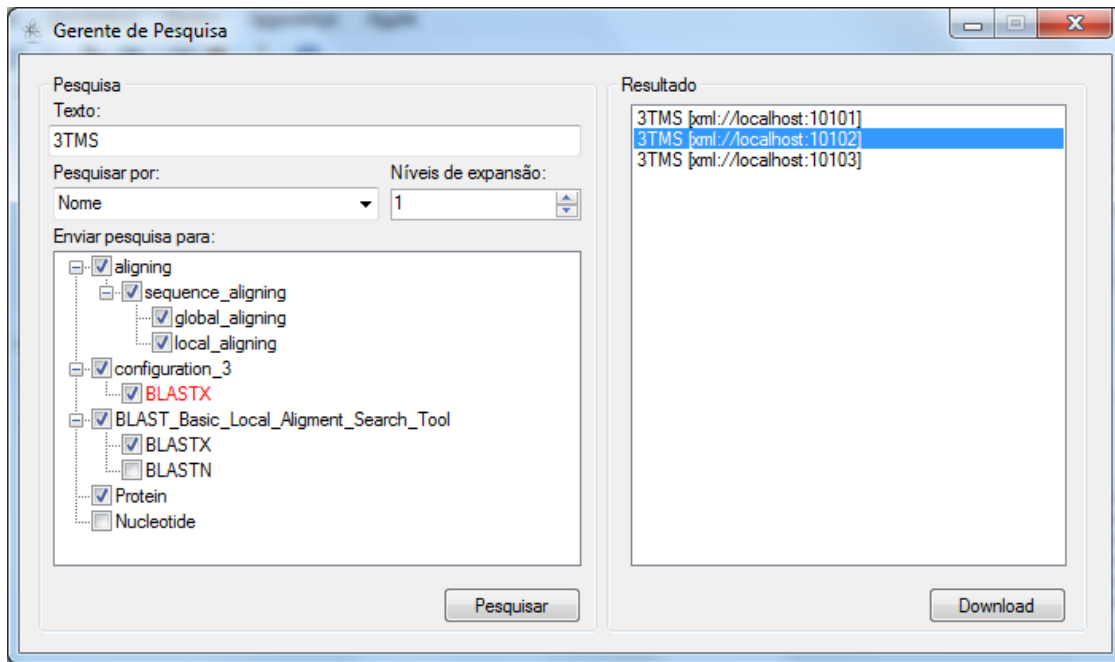 Gerente de Pesquisa
Pesquisa
Texto:
3TMS
Pesquisar por:
Níveis de expansão:
Nome
1
Enviar pesquisa para:
aligning
sequence_aligning
global_aligning
local_aligning
configuration_3
BLASTX
BLAST_Basic_Local_Aligment_Search_Tool
BLASTX
BLASTN
Protein
Nucleotide
Pesquisar
Resultado
3TMS [xml://localhost:10101]
3TMS [xml://localhost:10102]
3TMS [xml://localhost:10103]
Download